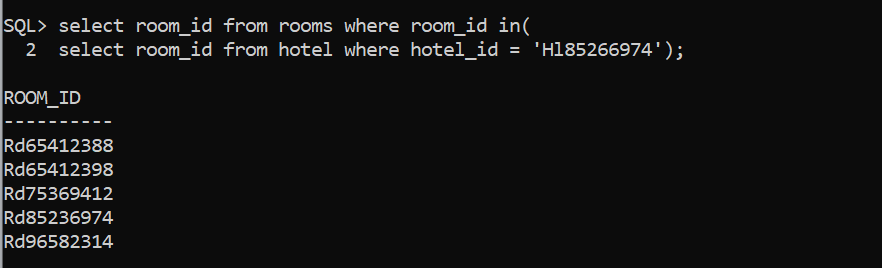 SQL> select room_id from rooms where room_id in(
  2  select room_id from hotel where hotel_id = 'Hl85266974');
ROOM_ID
----------
Rd65412388
Rd65412398
Rd75369412
Rd85236974
Rd96582314